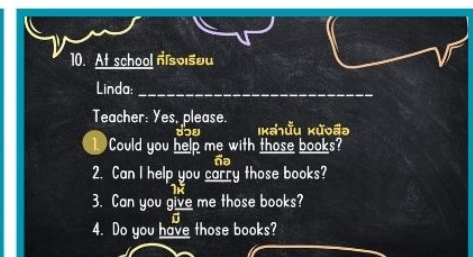 10. At school ที่โรงเรียน
Linda: ____________________________
Teacher: Yes, please.
ช่วย เหล่านั้น หนังสือ
1. Could you help me with those books?
ถือ
2. Can I help you carry those books?
ให้
3. Can you give me those books?
มี
4. Do you have those books?